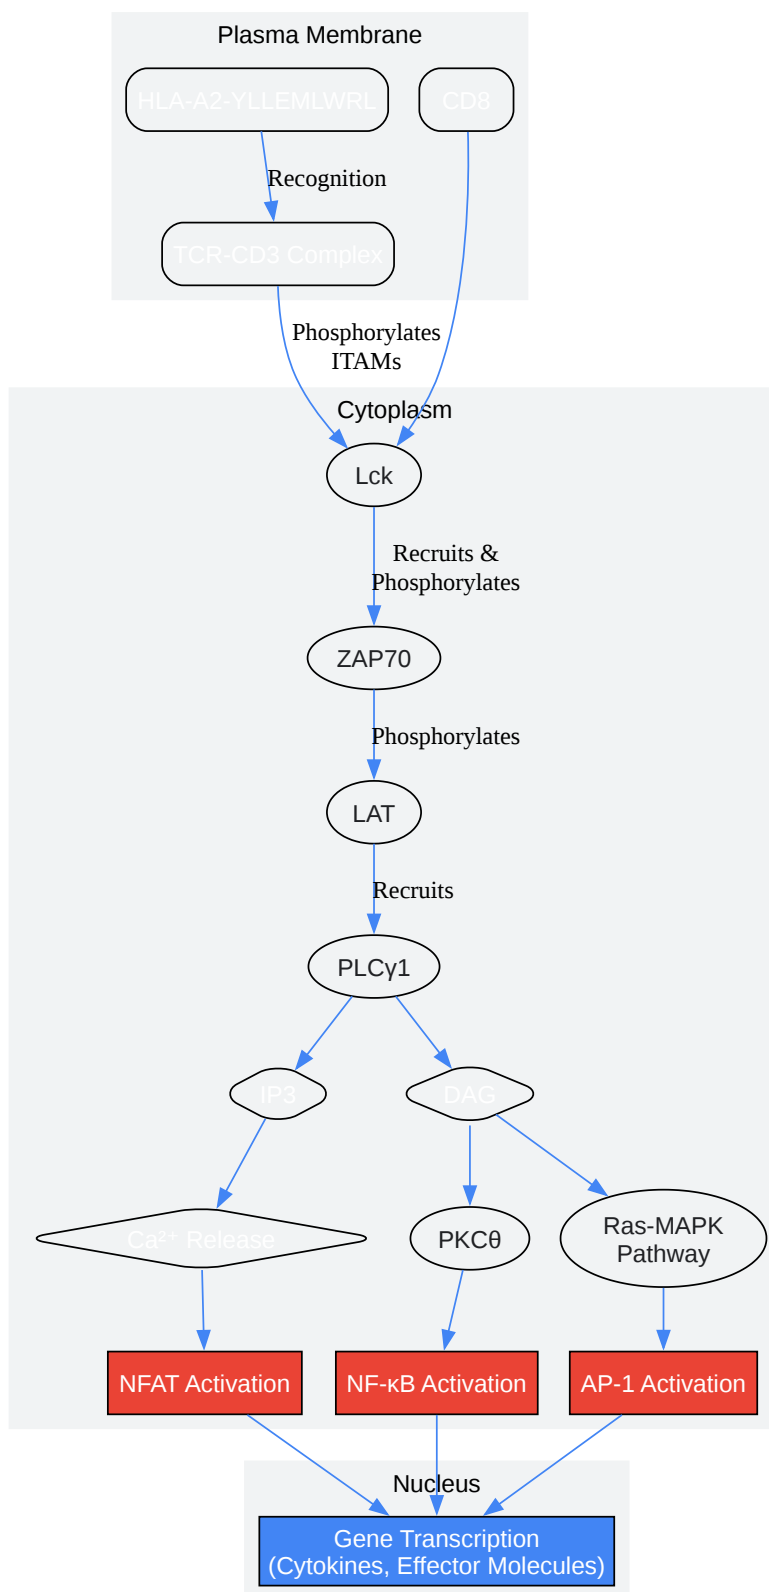 Plasma Membrane
HLA-A2-YLLEMLWRL
CD8
Recognition
TCR-CD3 Complex
Phosphorylates
ITAMs
Cytoplasm
Lck
Recruits &
Phosphorylates
ZAP70
Phosphorylates
LAT
Recruits
PLCγ1
IP3
DAG
Ca²⁺ Release
PKCθ
Ras-MAPK
Pathway
NFAT Activation
NF-κB Activation
AP-1 Activation
Nucleus
Gene Transcription
(Cytokines, Effector Molecules)